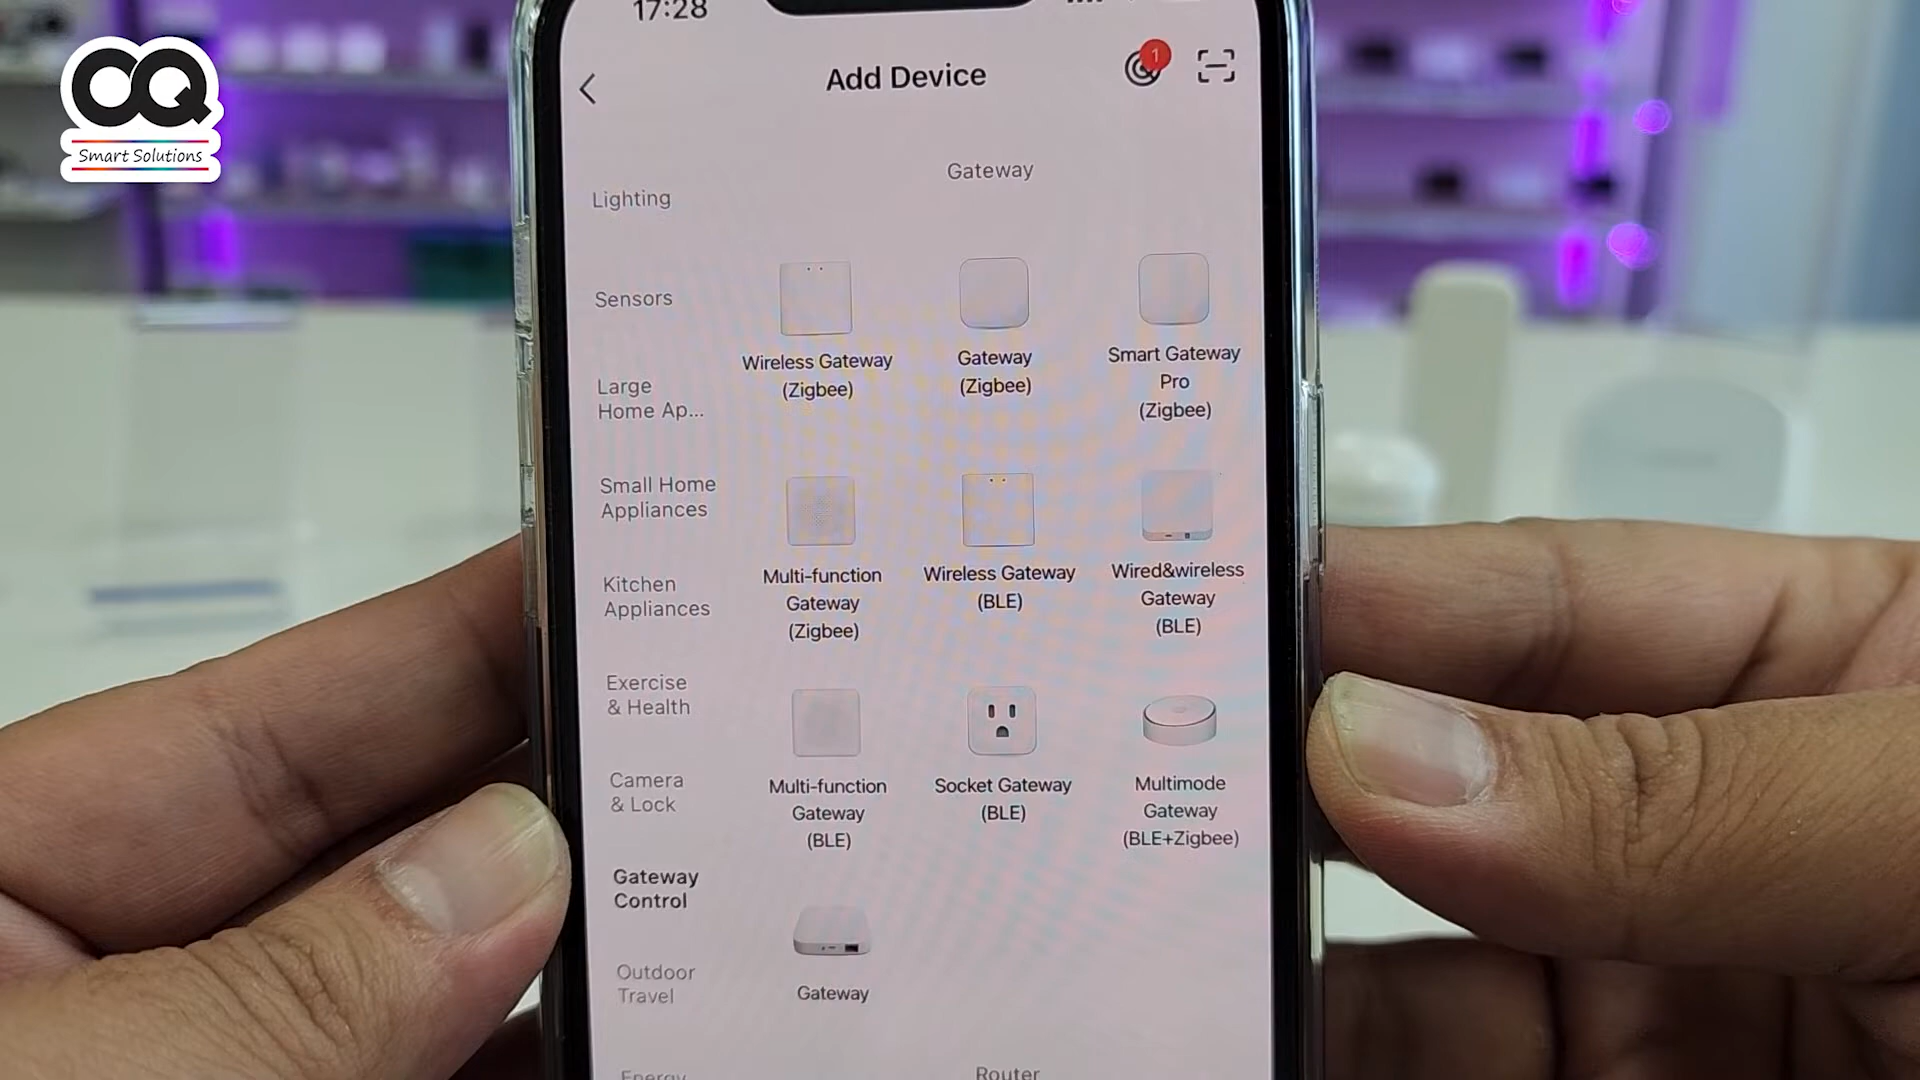 OQ
Smart Solutions
17:28
Add Device
1
Gateway
Lighting
Sensors
Large
Home Ap...
Small Home
Appliances
Kitchen
Appliances
Exercise
& Health
Camera
& Lock
Gateway
Control
Outdoor
Travel
Energy
Wireless Gateway
(Zigbee)
Gateway
(Zigbee)
Smart Gateway
Pro
(Zigbee)
Multi-function
Gateway
(Zigbee)
Wireless Gateway
(BLE)
Wired&wireless
Gateway
(BLE)
Multi-function
Gateway
(BLE)
Socket Gateway
(BLE)
Multimode
Gateway
(BLE+Zigbee)
Gateway
Router